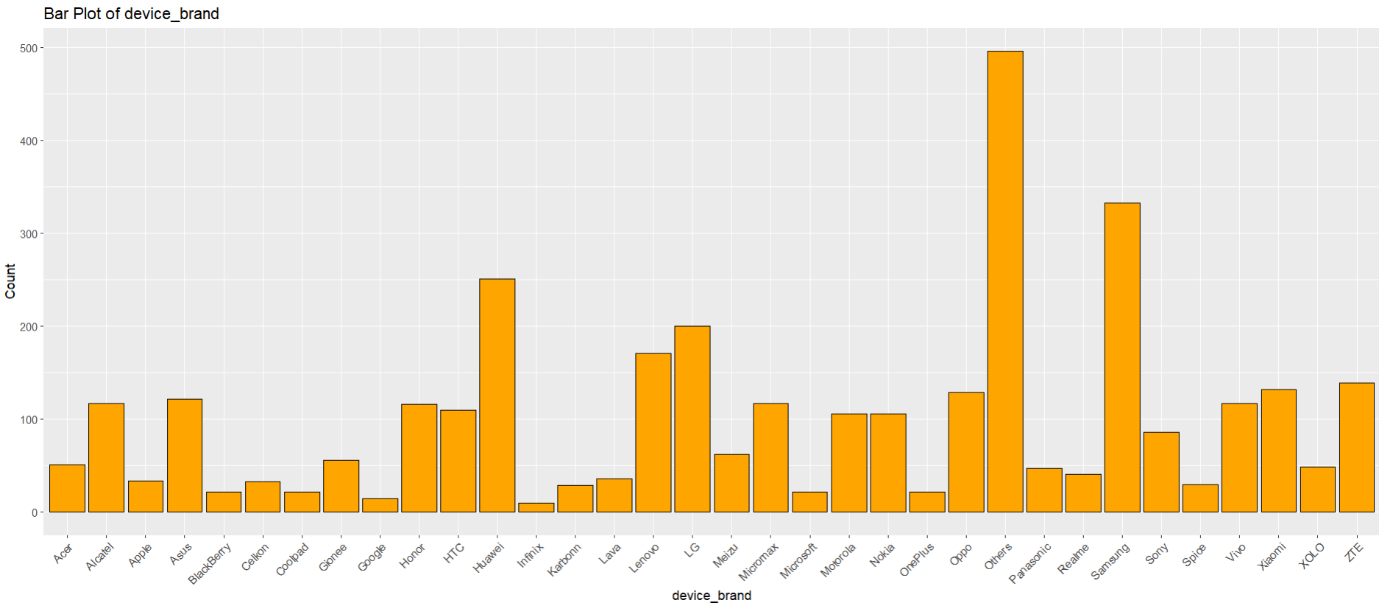 Bar Plot of device_brand
500
400
300
200
100
0
Count
Acer
Alcatel
Apple
Asus
BlackBerry
Celkon
Coolpad
Gionee
Google
Honor
HTC
Huawei
Infinix
Karbonn
Lava
Lenovo
LG
Meizu
Micromax
Microsoft
Motorola
Nokia
OnePlus
Oppo
Others
Panasonic
Realme
Samsung
Sony
Spice
Vivo
Xiaomi
XOLO
ZTE
device_brand